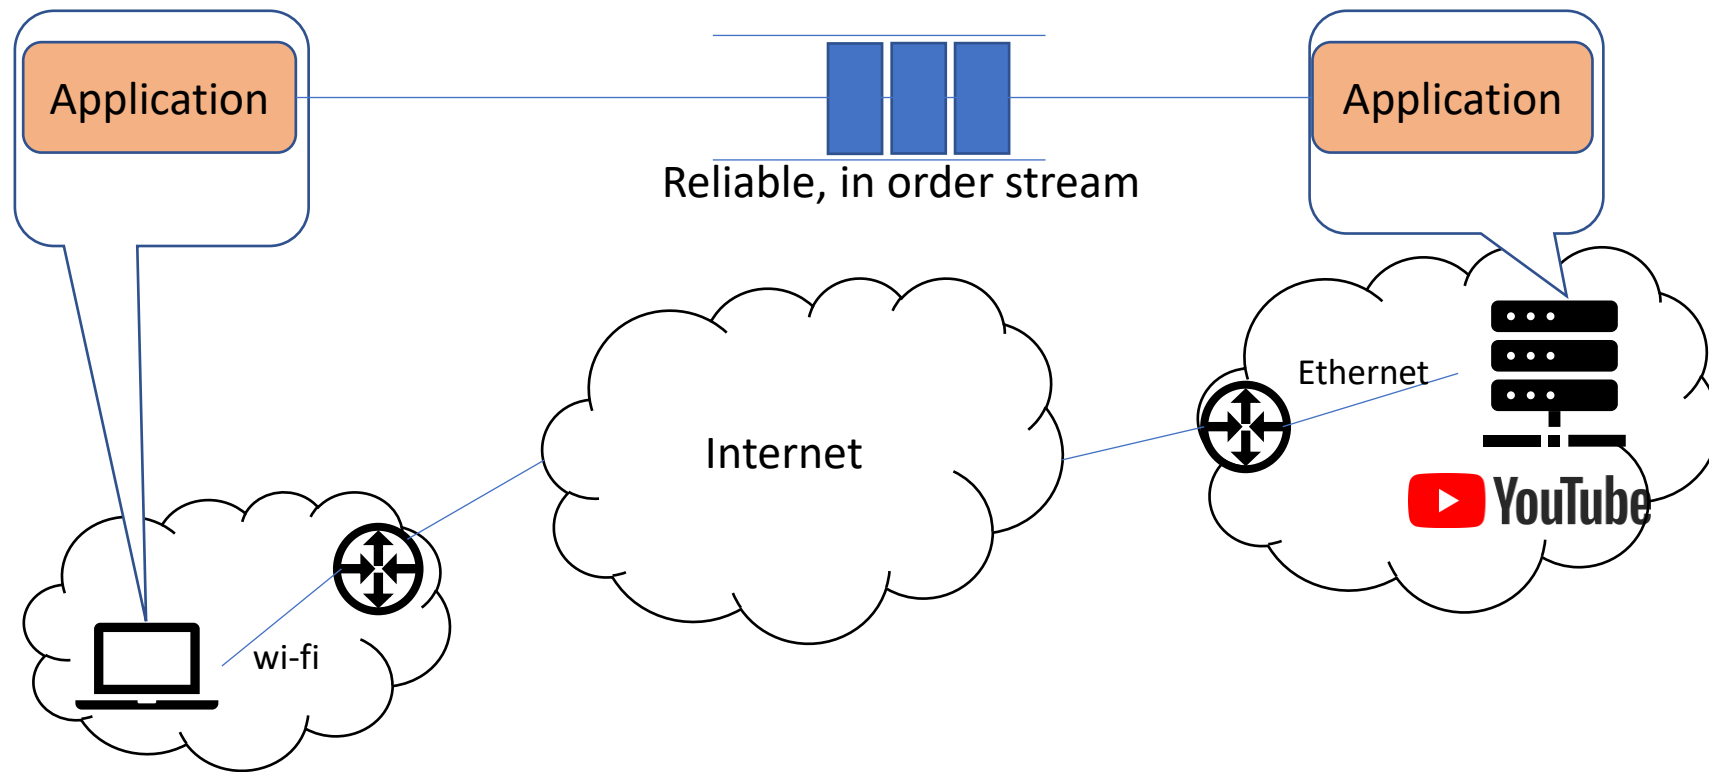 Application
Application
Reliable, in order stream
Ethernet
Internet
YouTube
wi-fi